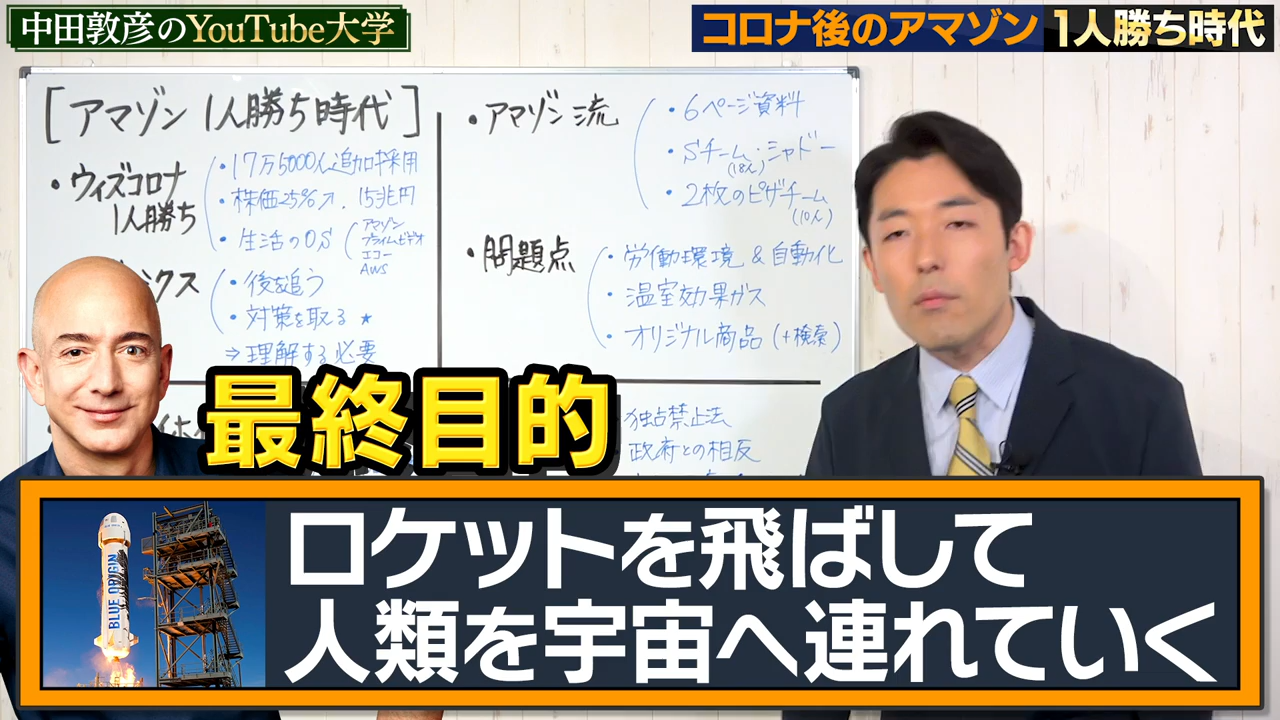 中田敦彦のYouTube大学
コロナ後のアマゾン 1人勝ち時代
[アマゾン 1人勝ち時代]
・ウィズコロナ
1人勝ち
・17万5000人追加採用
・株価25%↗. 15兆円
・生活のOS
アマゾン
プライムビデオ
エコー
AWS
クス
・後を追う
・対策を取る ★
⇒理解する必要
・アマゾン流
・6ページ資料
・Sチーム・シャドー
(18人)
・2枚のピザチーム
(10人)
・問題点
・労働環境 & 自動化
・温室効果ガス
・オリジナル商品 (+検索)
独占禁止法
政府との相反
最終目的
BLUE ORIGIN
ロケットを飛ばして
人類を宇宙へ連れていく